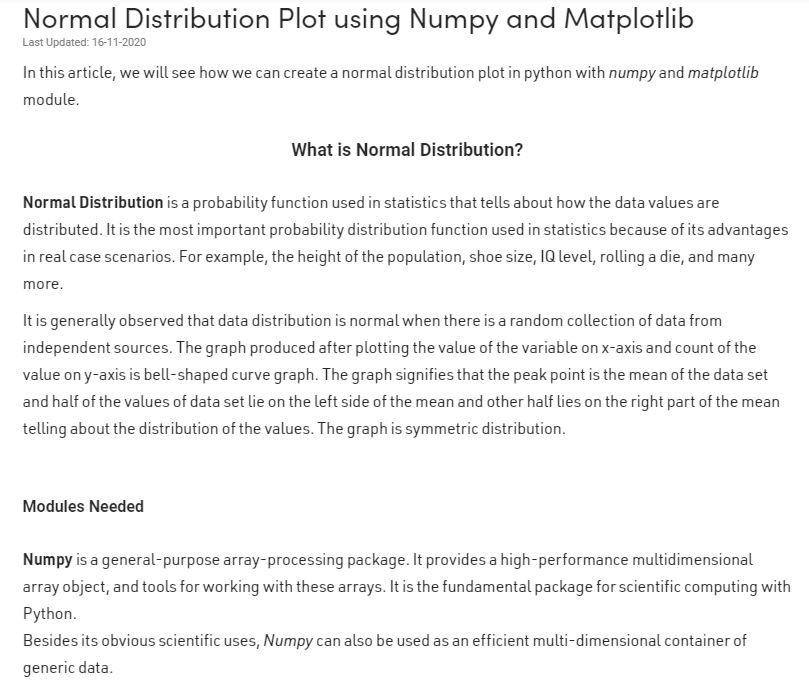 Normal Distribution Plot using Numpy and Matplotlib
Last Updated: 16-11-2020
In this article, we will see how we can create a normal distribution plot in python with numpy and matplotlib
module.
What is Normal Distribution?
Normal Distribution is a probability function used in statistics that tells about how the data values are
distributed. It is the most important probability distribution function used in statistics because of its advantages
in real case scenarios. For example, the height of the population, shoe size, IQ level, rolling a die, and many
more.
It is generally observed that data distribution is normal when there is a random collection of data from
independent sources. The graph produced after plotting the value of the variable on x-axis and count of the
value on y-axis is bell-shaped curve graph. The graph signifies that the peak point is the mean of the data set
and half of the values of data set lie on the left side of the mean and other half lies on the right part of the mean
telling about the distribution of the values. The graph is symmetric distribution.
Modules Needed
Numpy is a general-purpose array-processing package. It provides a high-performance multidimensional
array object, and tools for working with these arrays. It is the fundamental package for scientific computing with
Python.
Besides its obvious scientific uses, Numpy can also be used as an efficient multi-dimensional container of
generic data.